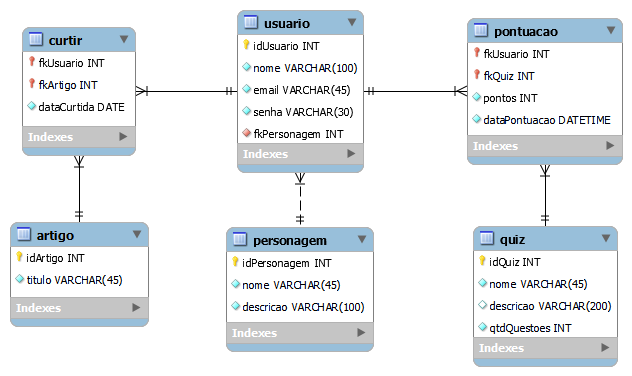 curtir
fkUsuario INT
fkArtigo INT
dataCurtida DATE
Indexes
usuario
idUsuario INT
nome VARCHAR(100)
email VARCHAR(45)
senha VARCHAR(30)
fkPersonagem INT
Indexes
pontuacao
fkUsuario INT
fkQuiz INT
pontos INT
dataPontuacao DATETIME
Indexes
artigo
idArtigo INT
titulo VARCHAR(45)
Indexes
personagem
idPersonagem INT
nome VARCHAR(45)
descricao VARCHAR(100)
Indexes
quiz
idQuiz INT
nome VARCHAR(45)
descricao VARCHAR(200)
qtdQuestoes INT
Indexes